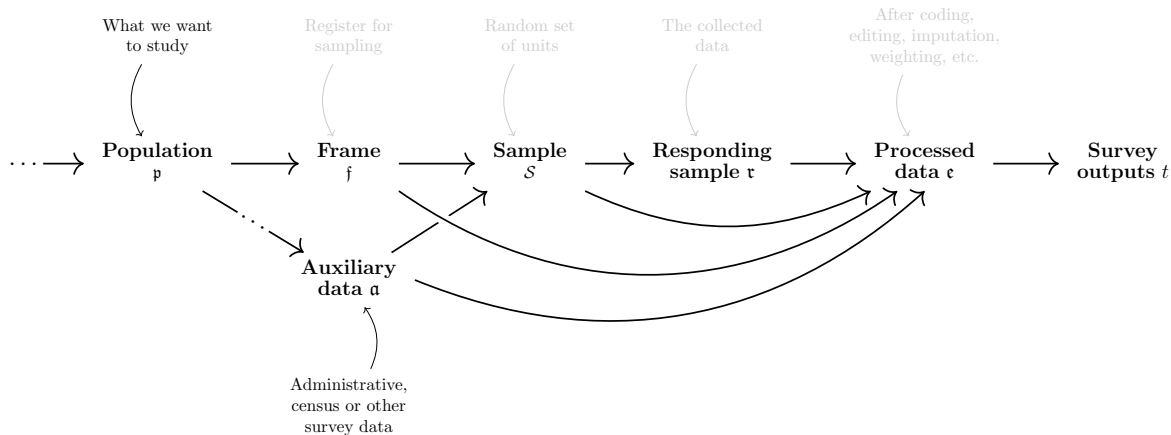 What we want
to study
Register for
sampling
Random set
of units
The collected
data
After coding,
editing, imputation,
weighting, etc.
...
Population
𝔭
Frame
𝔣
Sample
𝒮
Responding
sample 𝔯
Processed
data 𝔢
Survey
outputs t
...
Auxiliary
data 𝔞
Administrative,
census or other
survey data